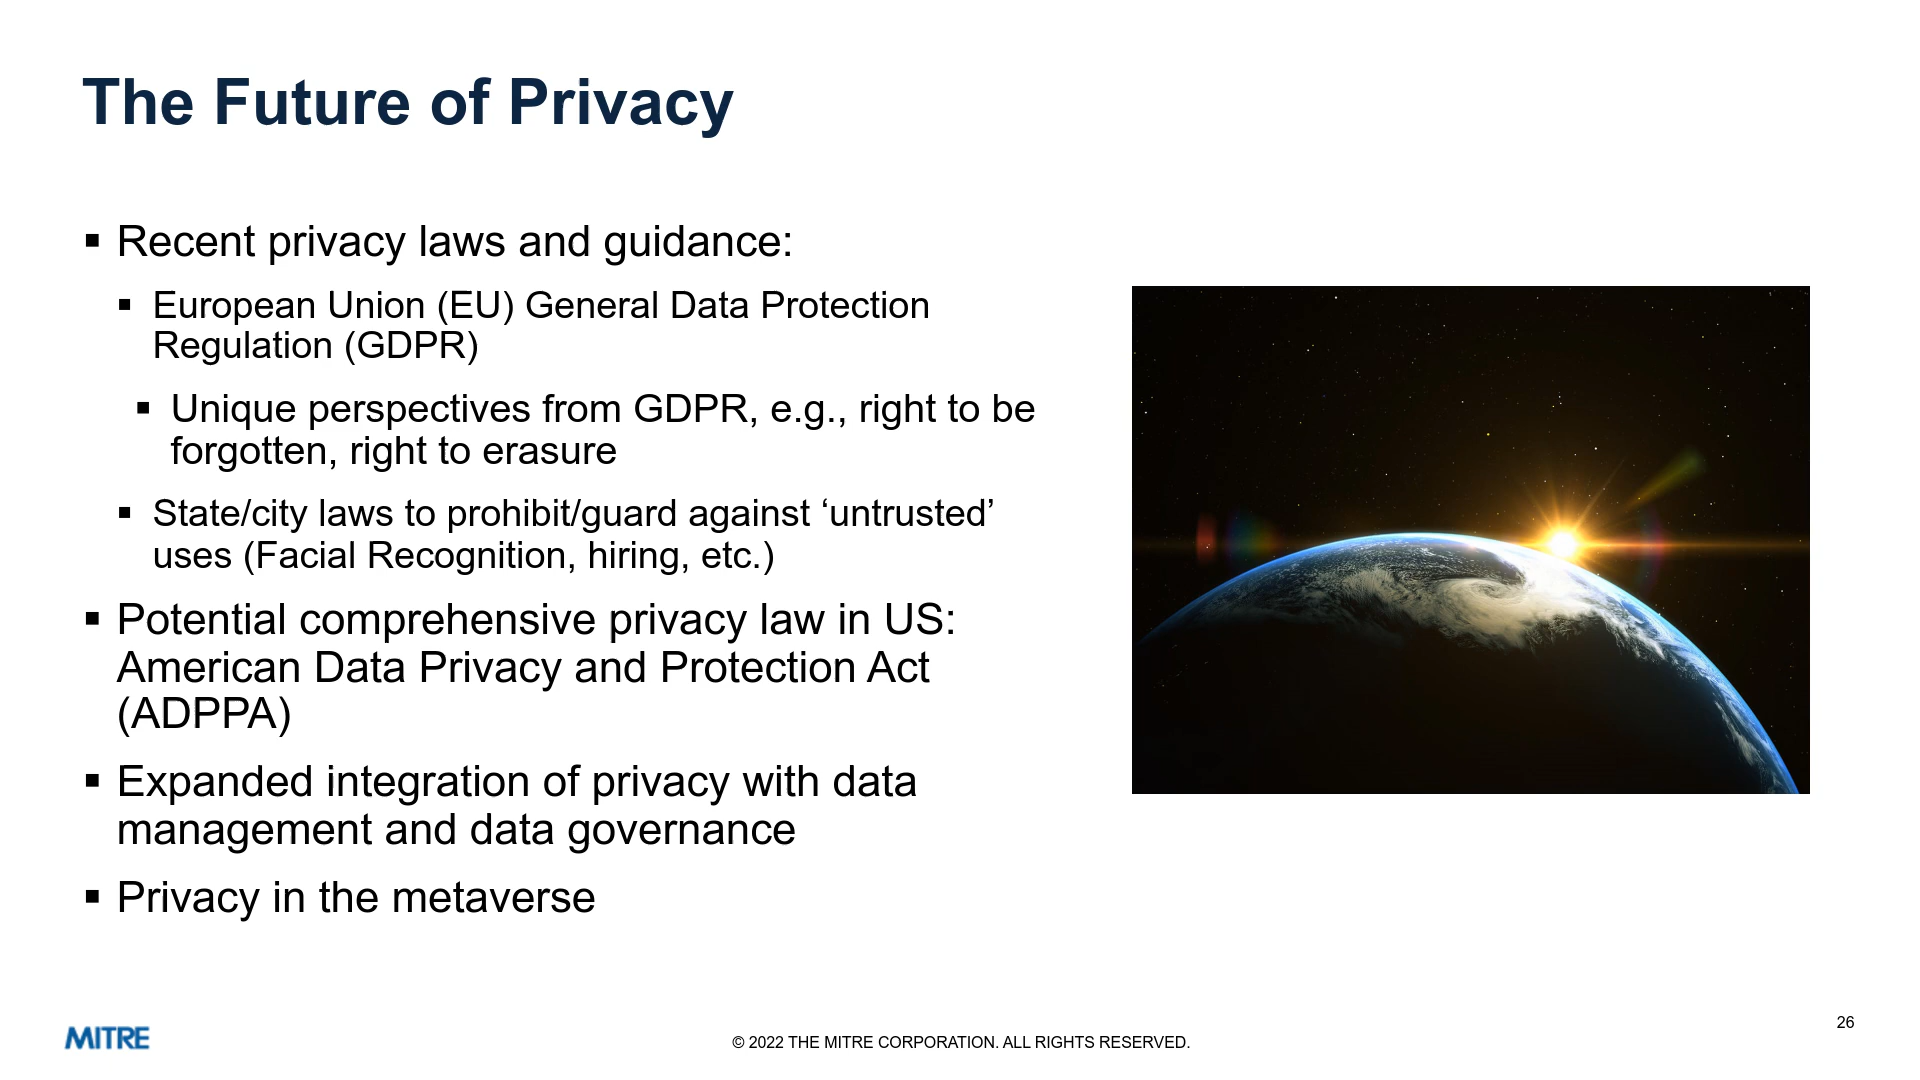 The Future of Privacy
▪ Recent privacy laws and guidance:
▪ European Union (EU) General Data Protection
Regulation (GDPR)
▪ Unique perspectives from GDPR, e.g., right to be
forgotten, right to erasure
▪ State/city laws to prohibit/guard against ‘untrusted’
uses (Facial Recognition, hiring, etc.)
▪ Potential comprehensive privacy law in US:
American Data Privacy and Protection Act
(ADPPA)
▪ Expanded integration of privacy with data
management and data governance
▪ Privacy in the metaverse
MITRE
© 2022 THE MITRE CORPORATION. ALL RIGHTS RESERVED.
26